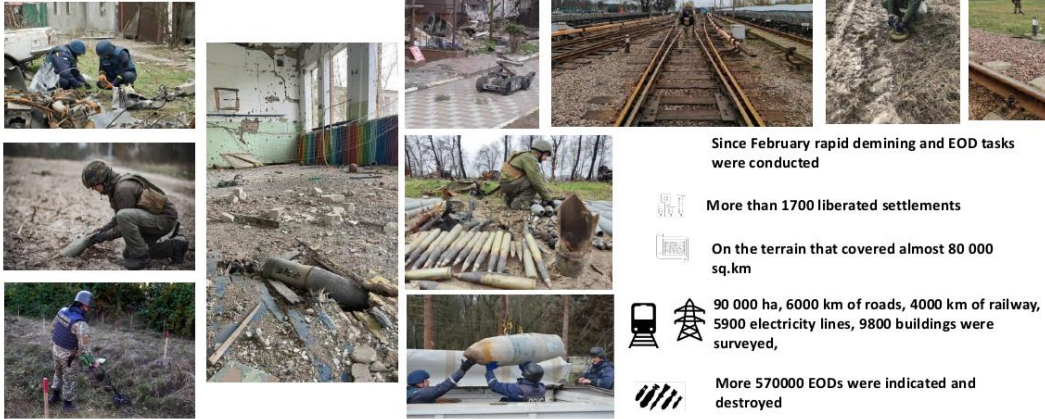 Since February rapid demining and EOD tasks
were conducted
More than 1700 liberated settlements
On the terrain that covered almost 80 000
sq.km
90 000 ha, 6000 km of roads, 4000 km of railway,
5900 electricity lines, 9800 buildings were
surveyed,
More 570000 EODs were indicated and
destroyed